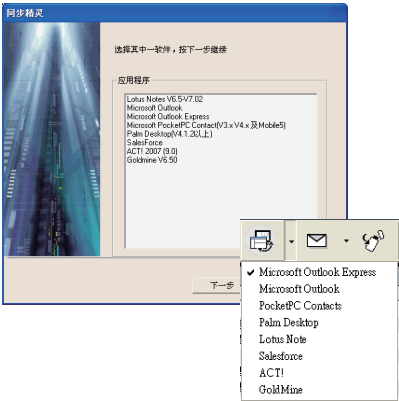 同步精灵
选择其中一软件，按下一步继续
应用程序
Lotus Notes V6.5-V7.02
Microsoft Outlook
Microsoft Outlook Express
Microsoft PocketPC Contact(V3.x V4.x 及Mobile5)
Palm Desktop(V4.1.2以上)
SalesForce
ACT! 2007 (9.0)
Goldmine V6.50
下一步
Microsoft Outlook Express
Microsoft Outlook
PocketPC Contacts
Palm Desktop
Lotus Note
Salesforce
ACT!
GoldMine